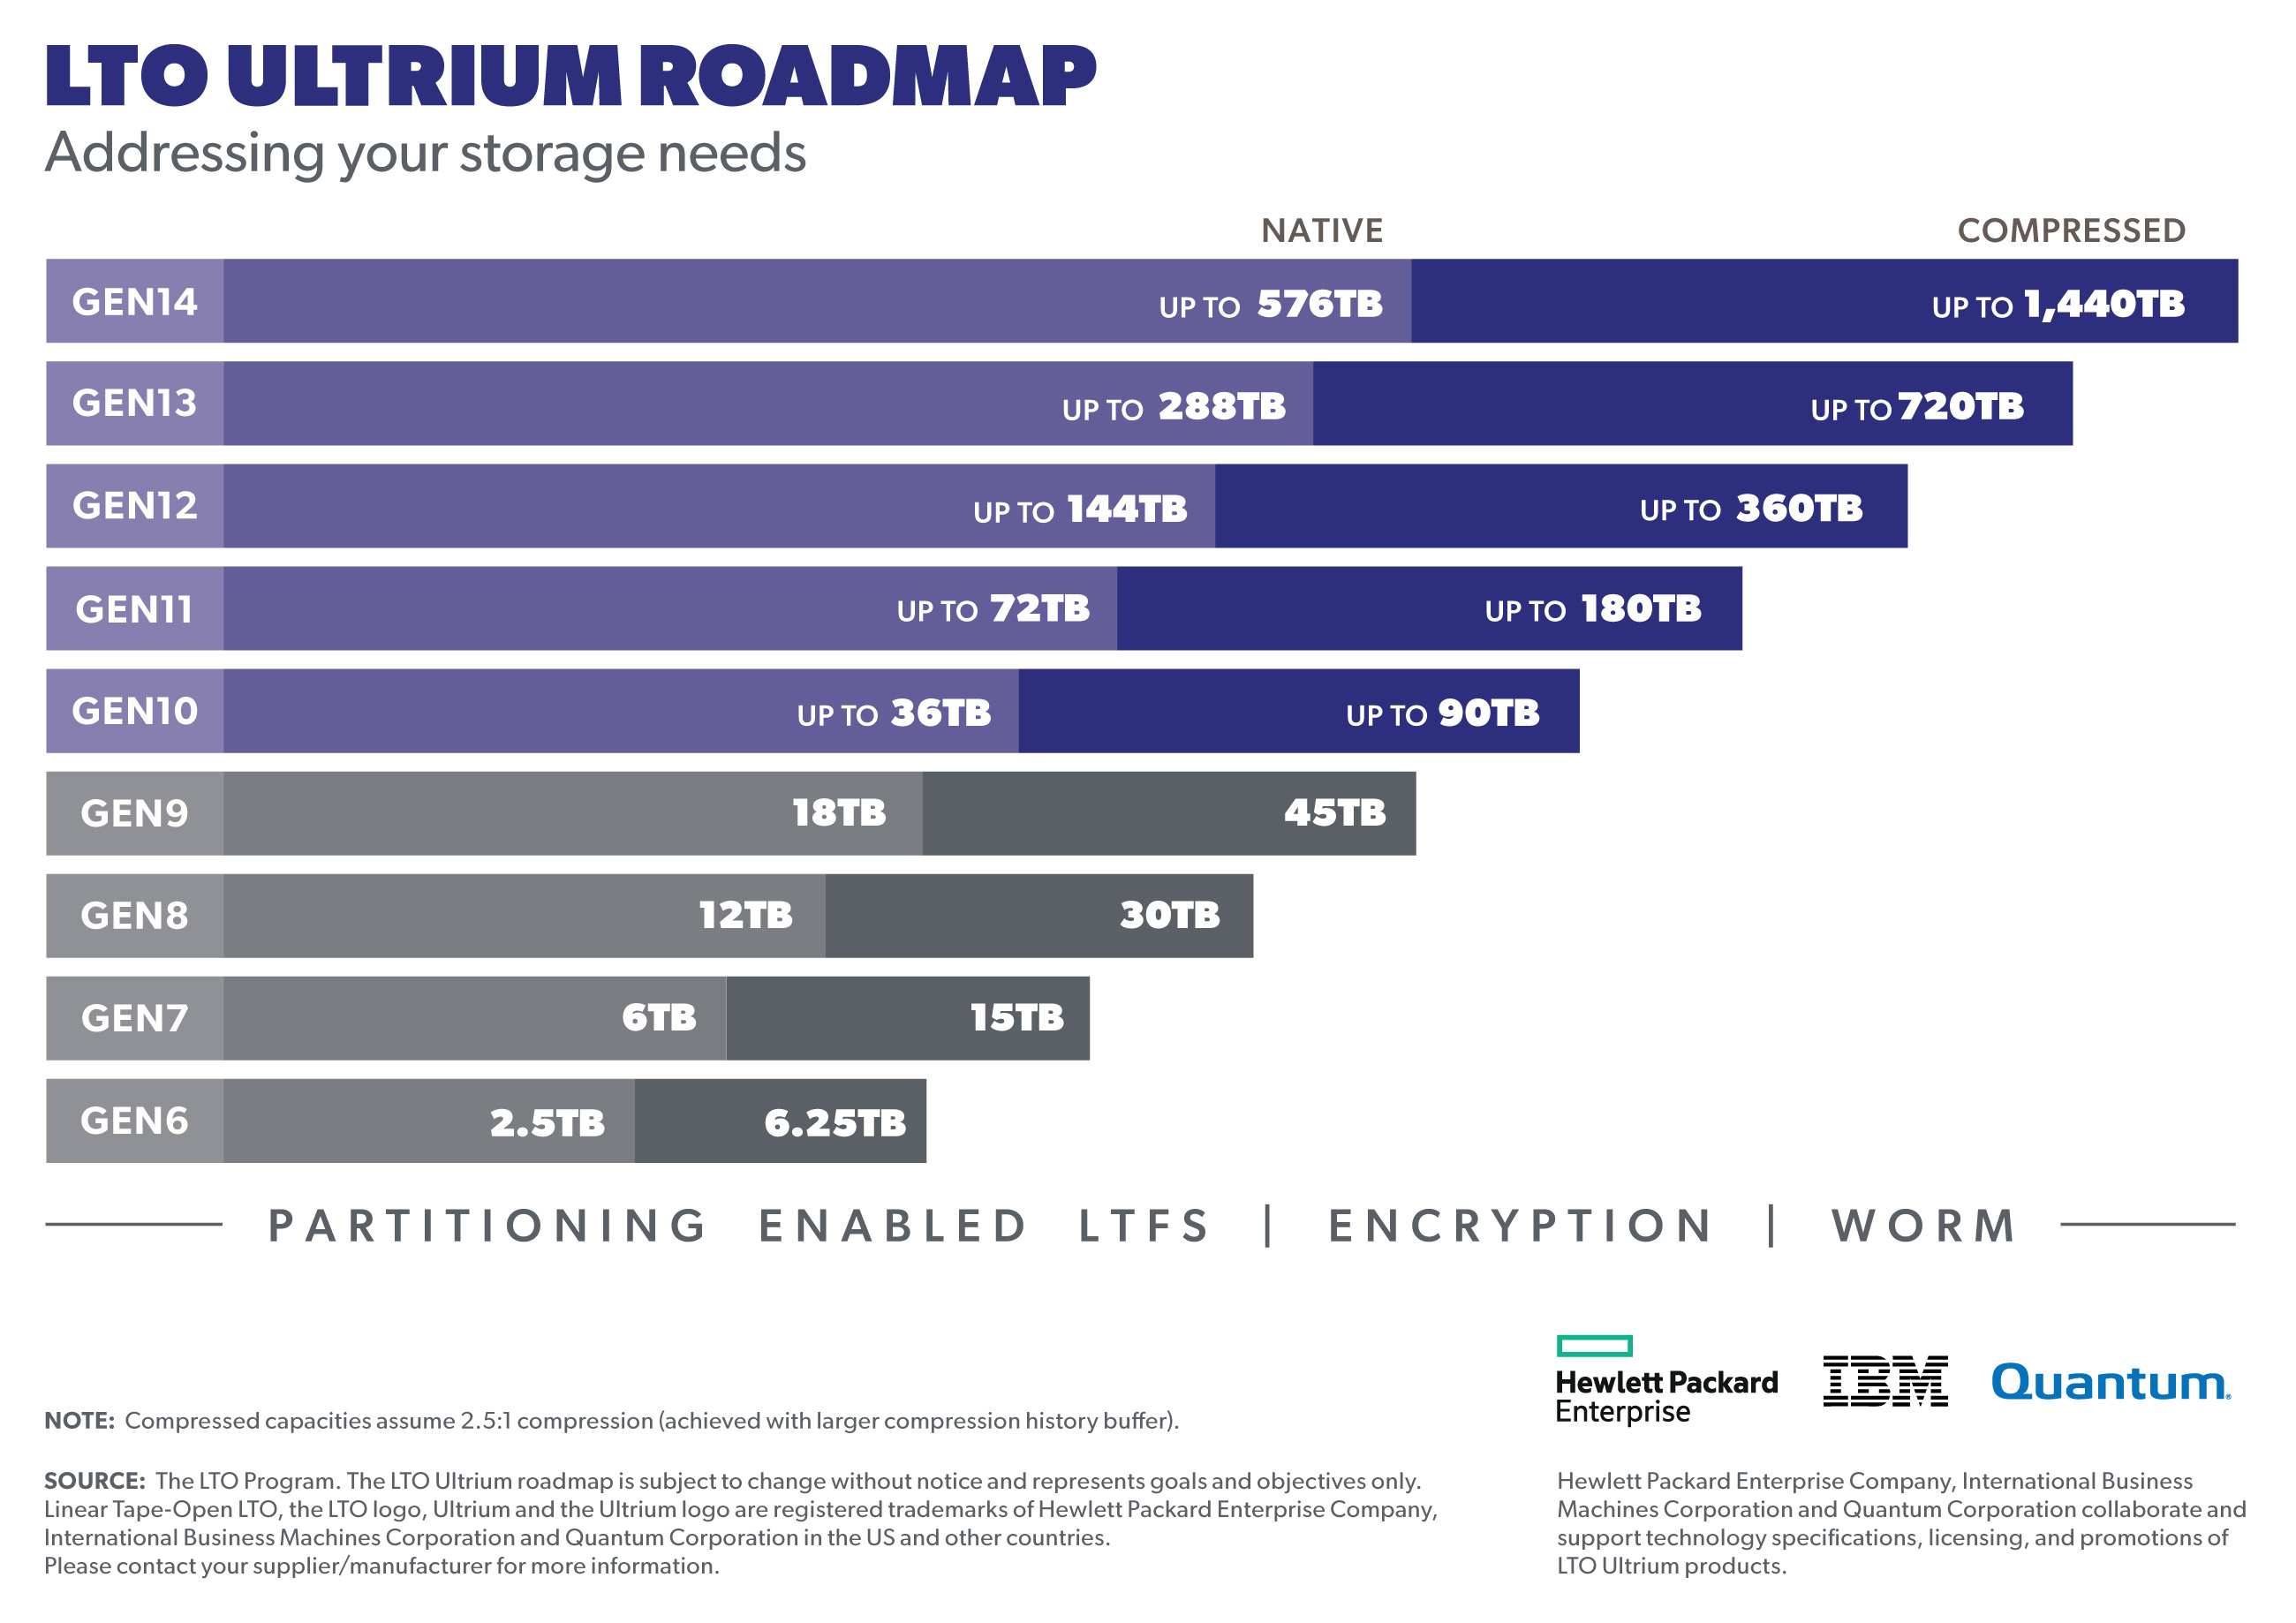 LTO ULTRIUM ROADMAP
Addressing your storage needs
NATIVE COMPRESSED
GEN14 UP TO 576TB UP TO 1,440TB
GEN13 UP TO 288TB UP TO 720TB
GEN12 UP TO 144TB UP TO 360TB
GEN11 UP TO 72TB UP TO 180TB
GEN10 UP TO 36TB UP TO 90TB
GEN9 18TB 45TB
GEN8 12TB 30TB
GEN7 6TB 15TB
GEN6 2.5TB 6.25TB
PARTITIONING ENABLED LTFS | ENCRYPTION | WORM
NOTE: Compressed capacities assume 2.5:1 compression (achieved with larger compression history buffer).
SOURCE: The LTO Program. The LTO Ultrium roadmap is subject to change without notice and represents goals and objectives only.
Linear Tape-Open LTO, the LTO logo, Ultrium and the Ultrium logo are registered trademarks of Hewlett Packard Enterprise Company,
International Business Machines Corporation and Quantum Corporation in the US and other countries.
Please contact your supplier/manufacturer for more information.
Hewlett Packard
Enterprise
IBM
Quantum®
Hewlett Packard Enterprise Company, International Business
Machines Corporation and Quantum Corporation collaborate and
support technology specifications, licensing, and promotions of
LTO Ultrium products.